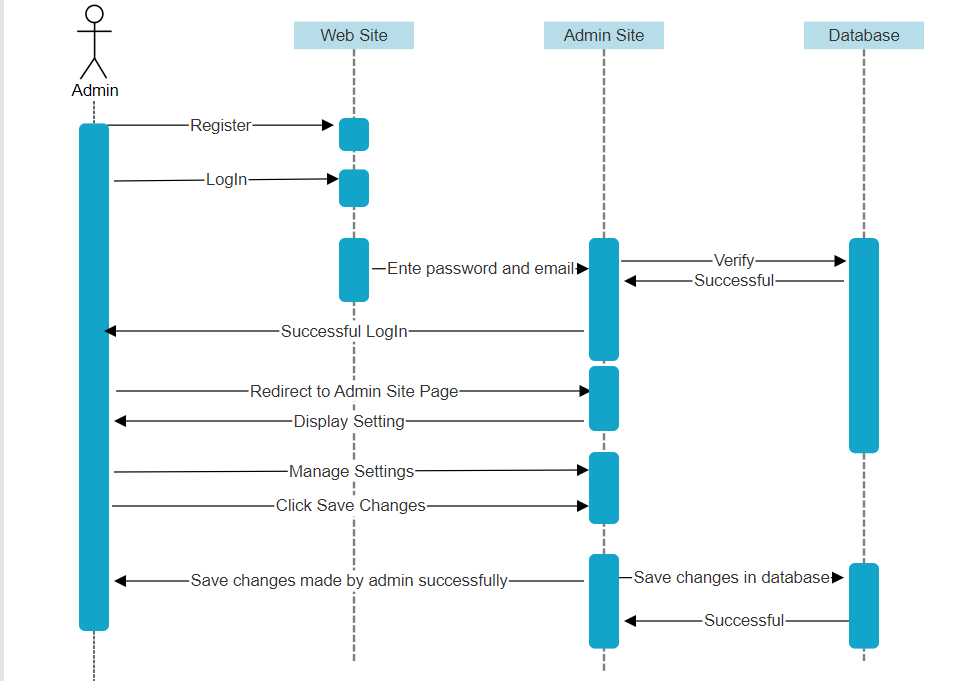 Web Site
Admin Site
Database
Admin
Register
LogIn
Ente password and email
Verify
Successful
Successful LogIn
Redirect to Admin Site Page
Display Setting
Manage Settings
Click Save Changes
Save changes made by admin successfully
Save changes in database
Successful